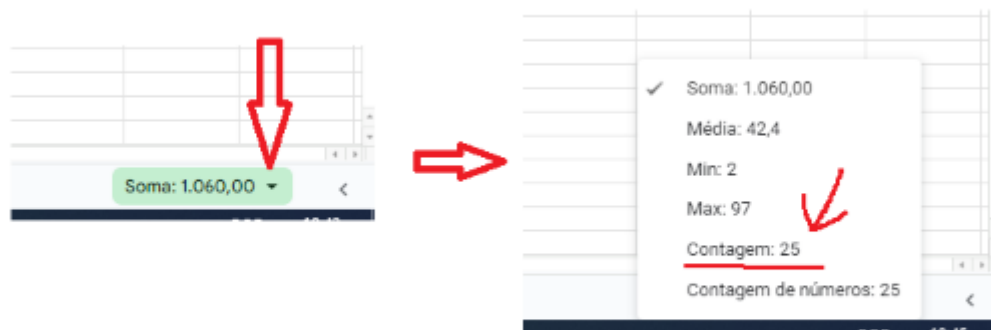 Soma: 1.060,00
Soma: 1.060,00
Média: 42,4
Min: 2
Max: 97
Contagem: 25
Contagem de números: 25